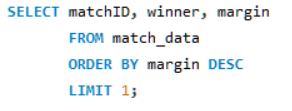 SELECT matchID, winner, margin
FROM match_data
ORDER BY margin DESC
LIMIT 1;